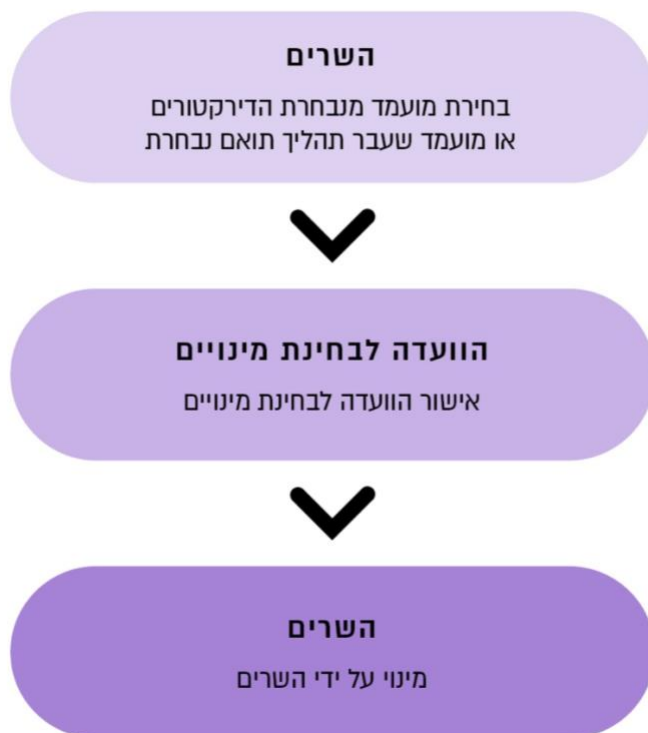 השרים
בחירת מועמד מנבחרת הדירקטורים
או מועמד שעבר תהליך תואם נבחרת
הוועדה לבחינת מינויים
אישור הוועדה לבחינת מינויים
השרים
מינוי על ידי השרים